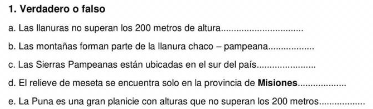 1. Verdadero o falso
a. Las llanuras no superan los 200 metros de altura.................................
b. Las montañas forman parte de la llanura chaco – pampeana...................
c. Las Sierras Pampeanas están ubicadas en el sur del país........................
d. El relieve de meseta se encuentra solo en la provincia de Misiones...................
e. La Puna es una gran planicie con alturas que no superan los 200 metros...................